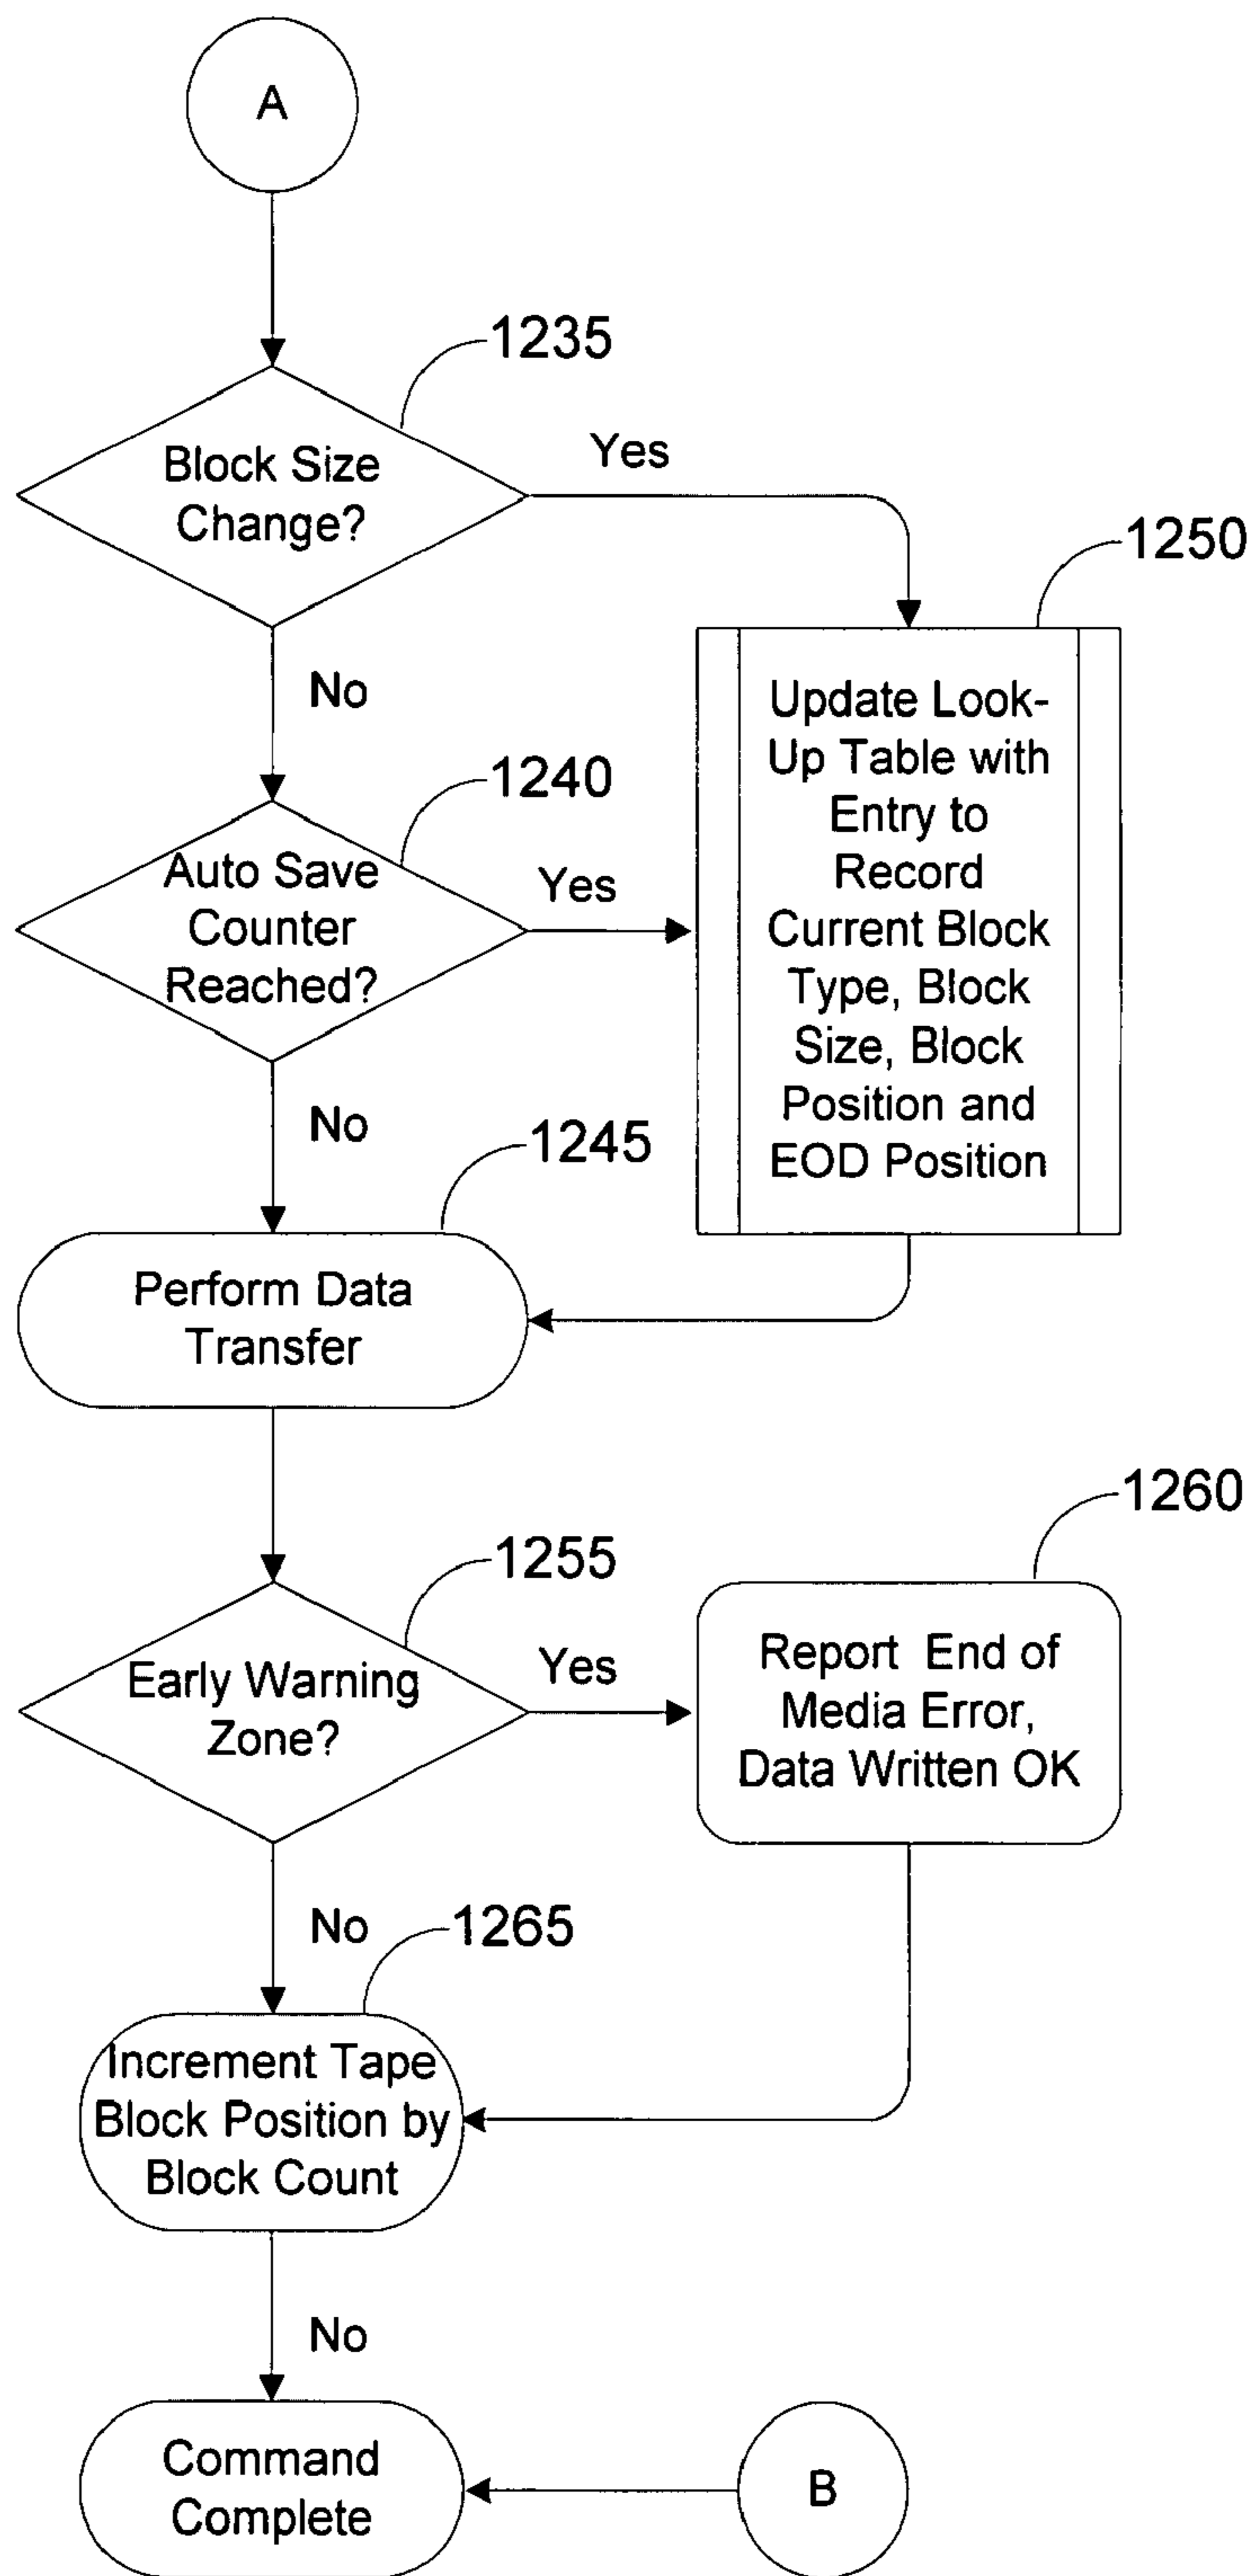 A
1235
Block Size
Change?
Yes
1250
No
Update Look-
Up Table with
Entry to
Record
Current Block
Type, Block
Size, Block
Position and
EOD Position
1240
Auto Save
Counter
Reached?
Yes
No
1245
Perform Data
Transfer
1260
1255
Early Warning
Zone?
Yes
Report End of
Media Error,
Data Written OK
No
1265
Increment Tape
Block Position by
Block Count
No
Command
Complete
B